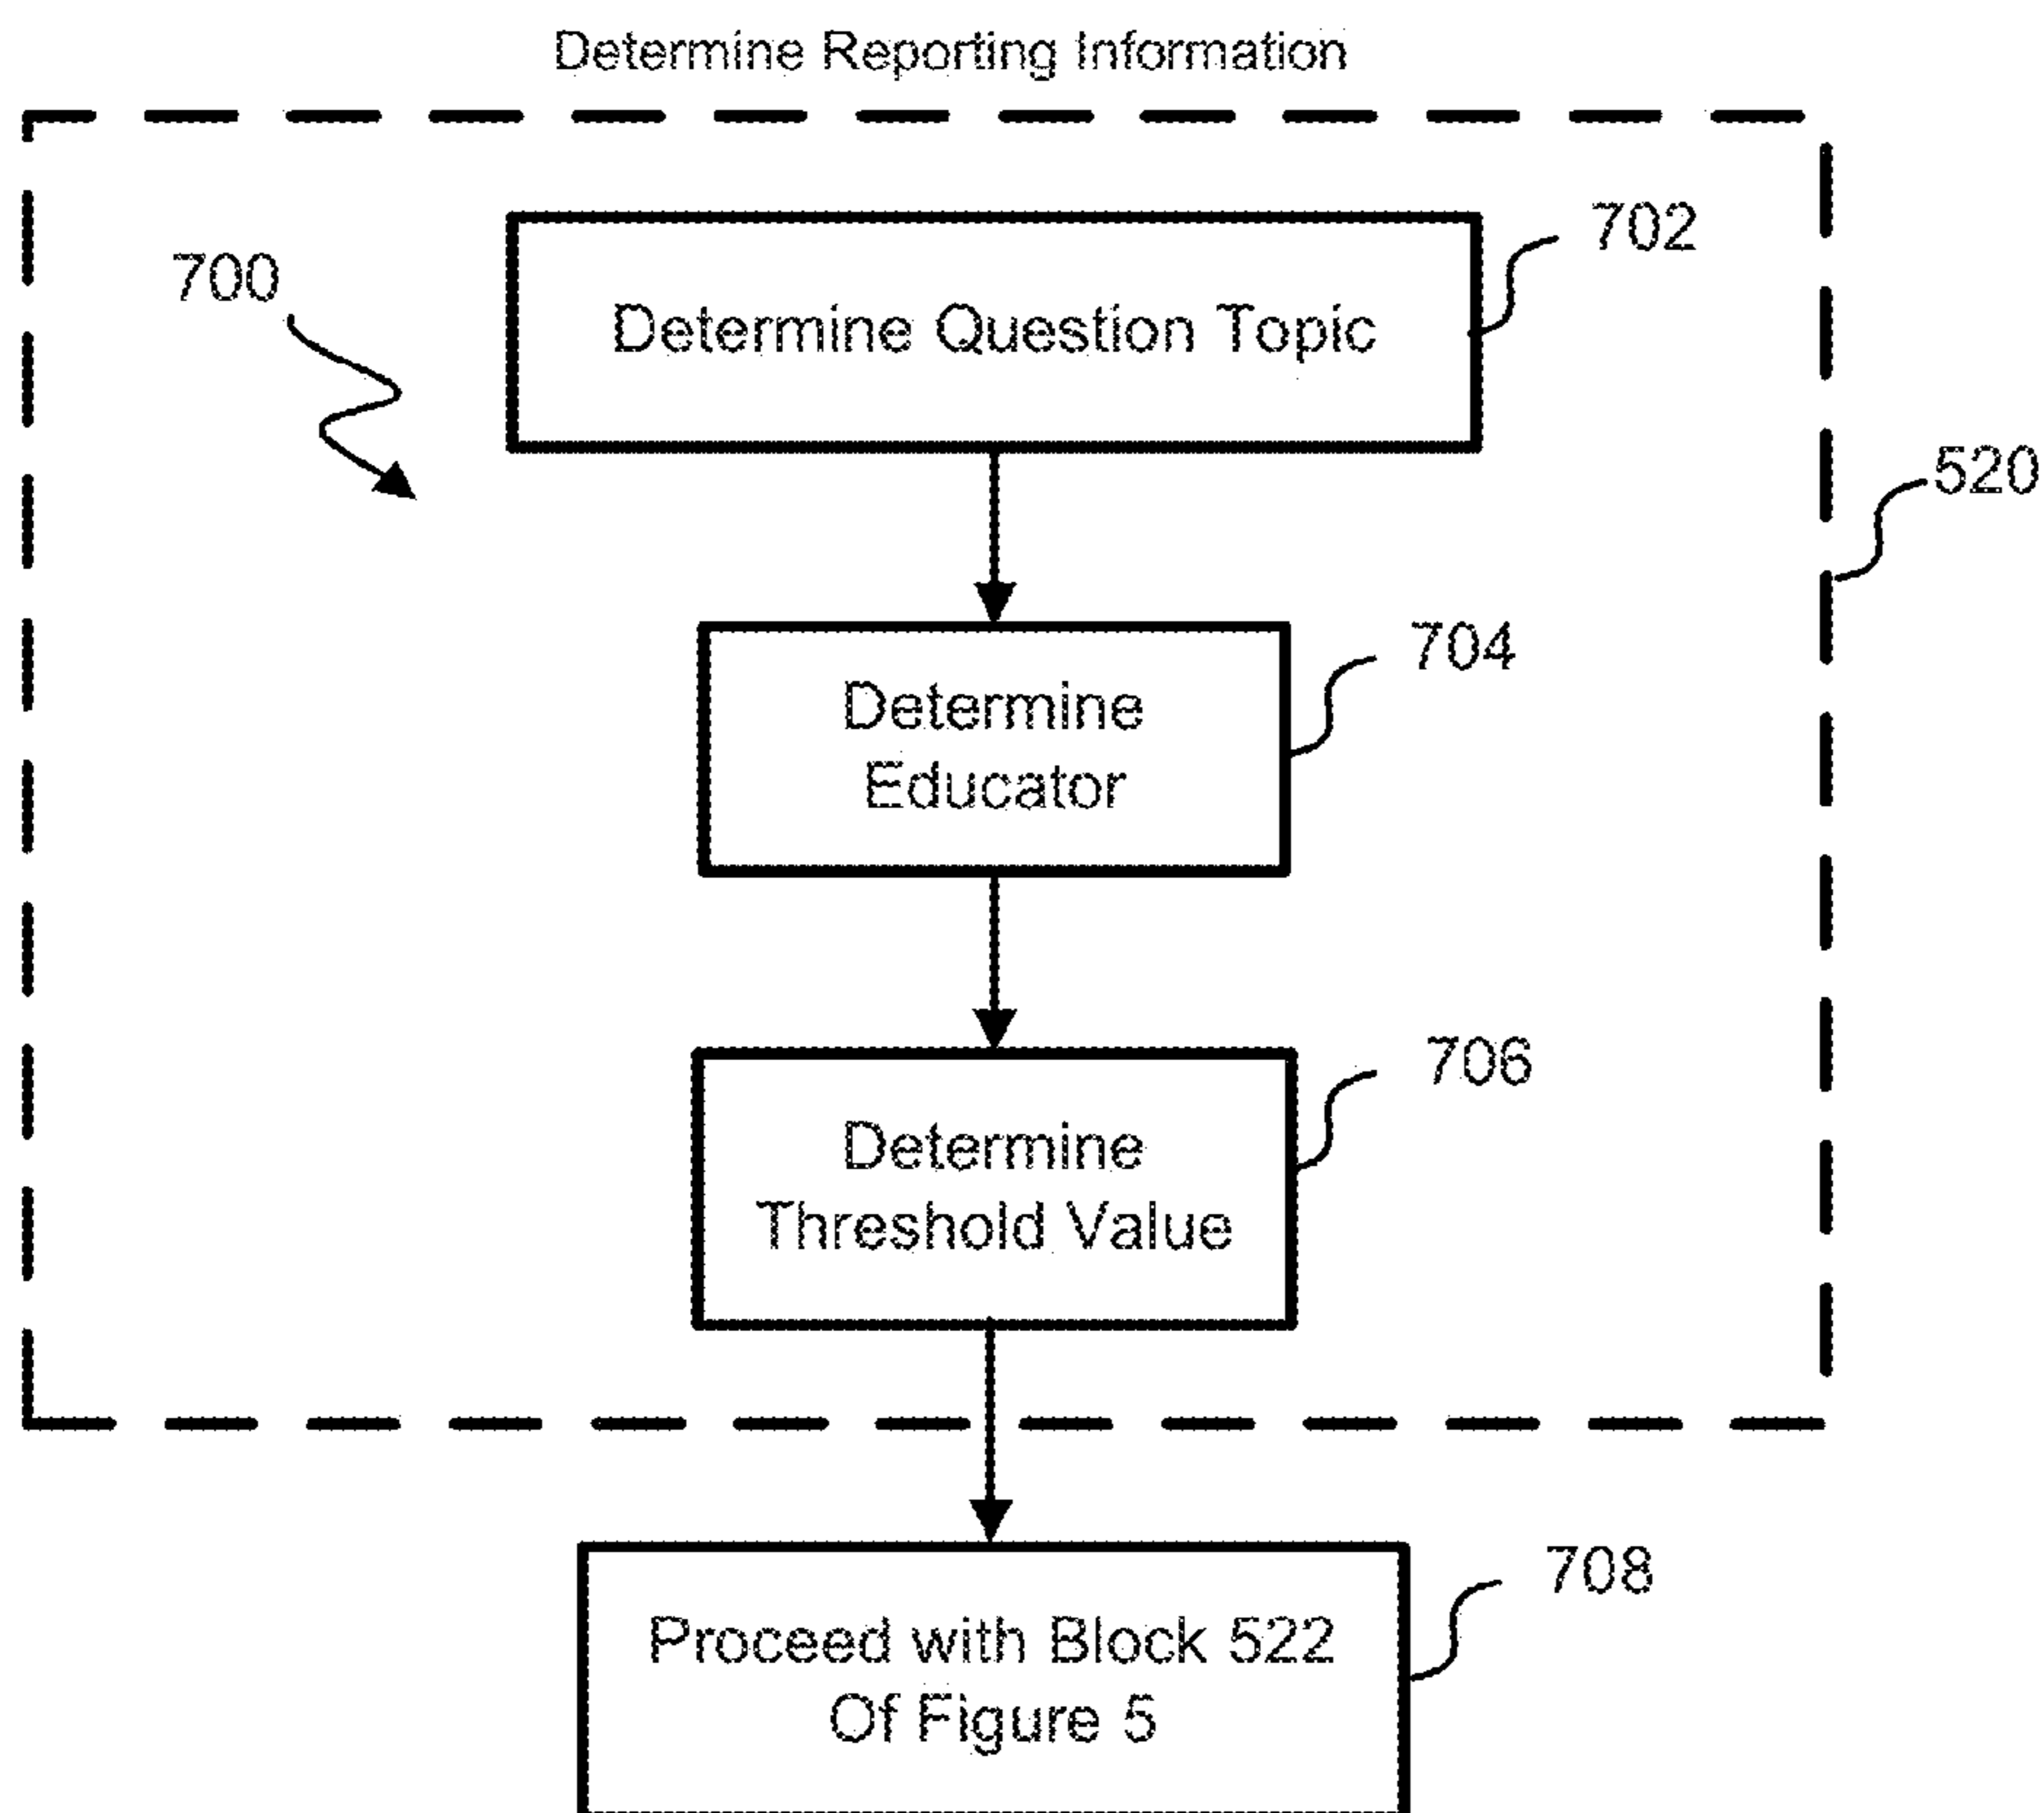 Determine Reporting Information
702
700
Determine Question Topic
520
704
Determine
Educator
706
Determine
Threshold Value
708
Proceed with Block 522
Of Figure 5